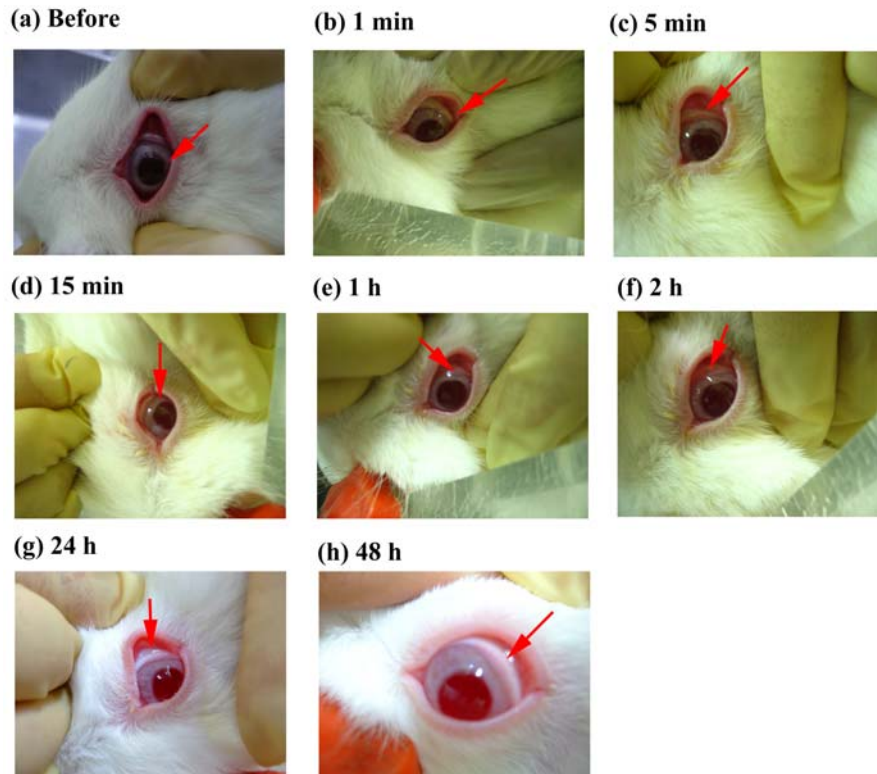 (a) Before
(b) 1 min
(c) 5 min
(d) 15 min
(e) 1 h
(f) 2 h
(g) 24 h
(h) 48 h